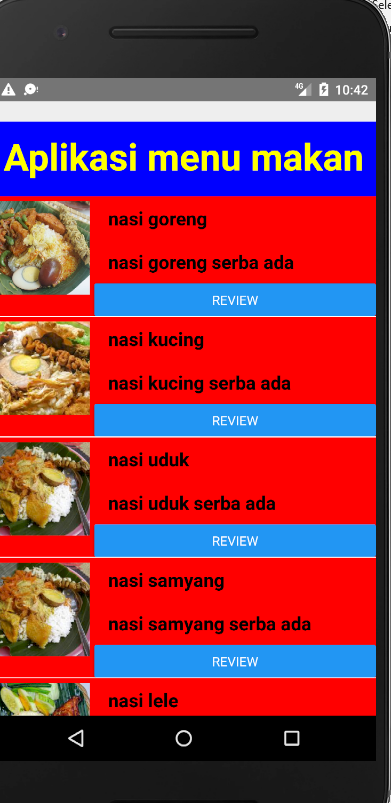 4G 10:42
Aplikasi menu makan
nasi goreng
nasi goreng serba ada
REVIEW
nasi kucing
nasi kucing serba ada
REVIEW
nasi uduk
nasi uduk serba ada
REVIEW
nasi samyang
nasi samyang serba ada
REVIEW
nasi lele